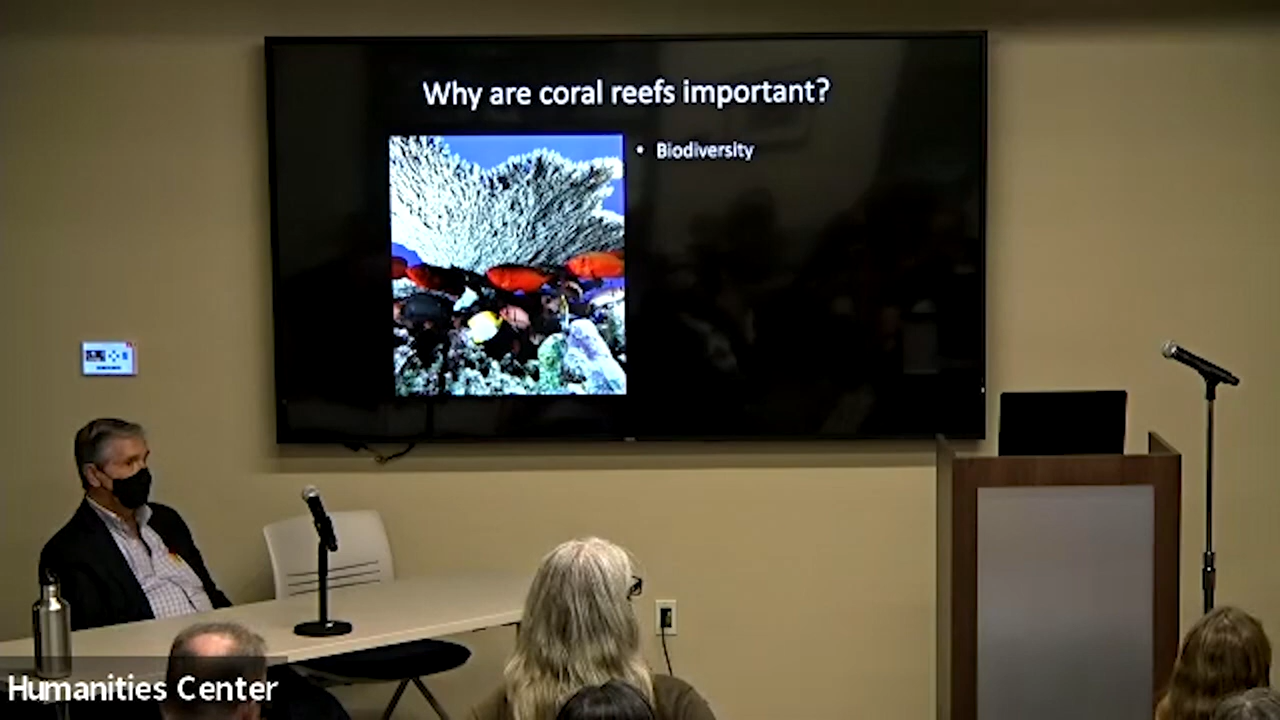 Why are coral reefs important?
• Biodiversity
Humanities Center